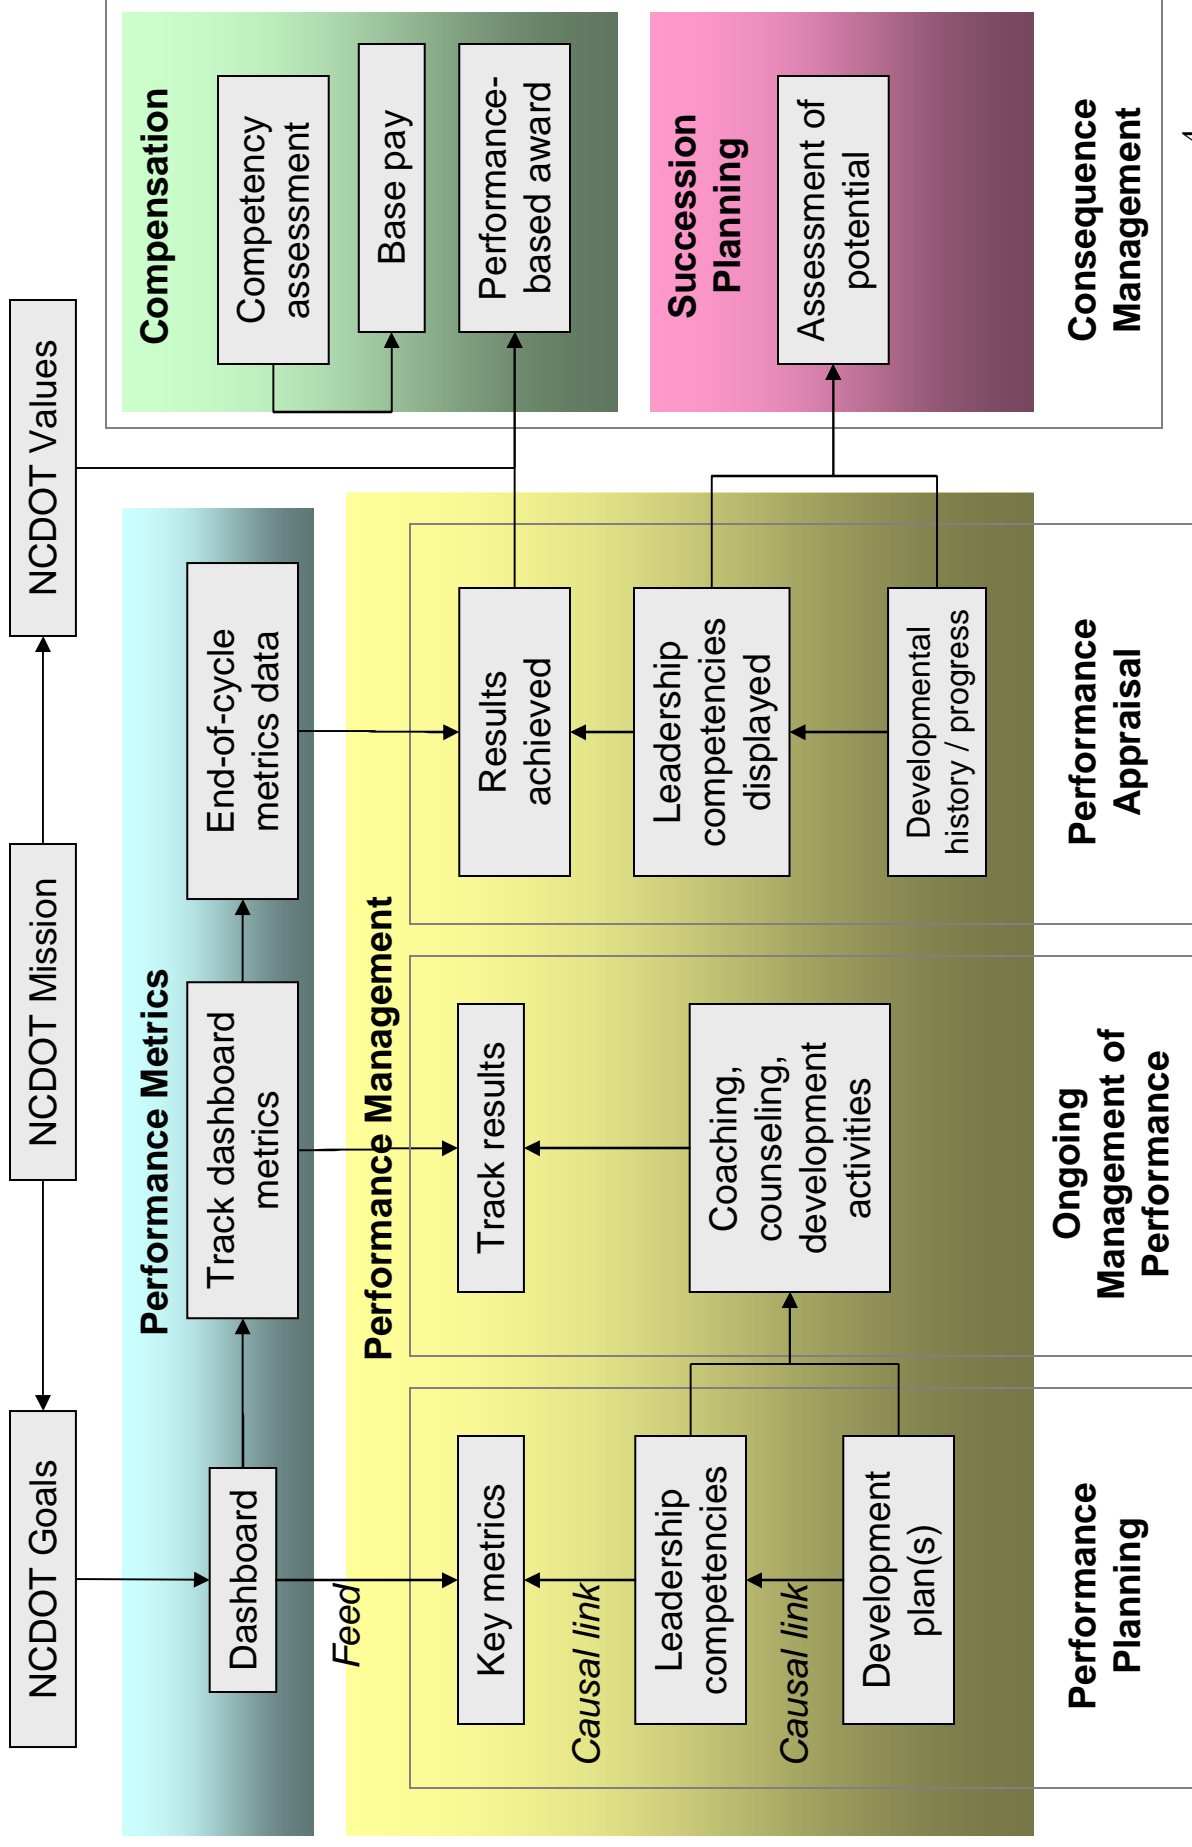 NCDOT Goals
NCDOT Mission
NCDOT Values
Performance Metrics
Dashboard
Track dashboard
metrics
End-of-cycle
metrics data
Feed
Performance Management
Key metrics
Causal link
Leadership
competencies
Causal link
Development
plan(s)
Performance
Planning
Track results
Coaching,
counseling,
development
activities
Ongoing
Management of
Performance
Results
achieved
Leadership
competencies
displayed
Developmental
history / progress
Performance
Appraisal
Compensation
Competency
assessment
Base pay
Performance-
based award
Succession
Planning
Assessment of
potential
Consequence
Management